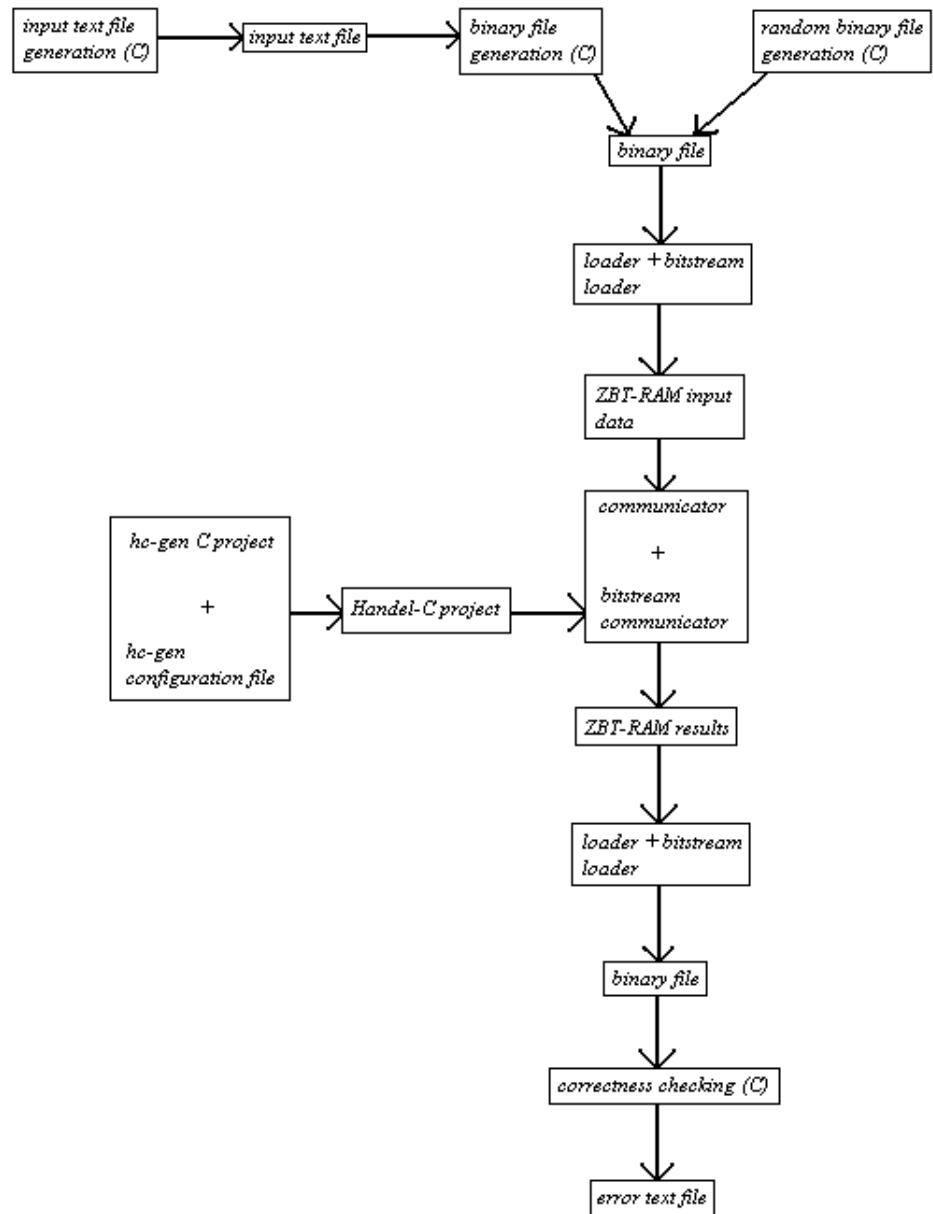 input text file
generation (C)
input text file
binary file
generation (C)
random binary file
generation (C)
binary file
loader + bitstream
loader
ZBT-RAM input
data
communicator
+
bitstream
communicator
hc-gen C project
+
hc-gen
configuration file
Handel-C project
ZBT-RAM results
loader + bitstream
loader
binary file
correctness checking (C)
error text file